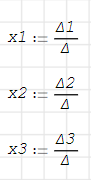 x1 := Δ1/Δ
x2 := Δ2/Δ
x3 := Δ3/Δ